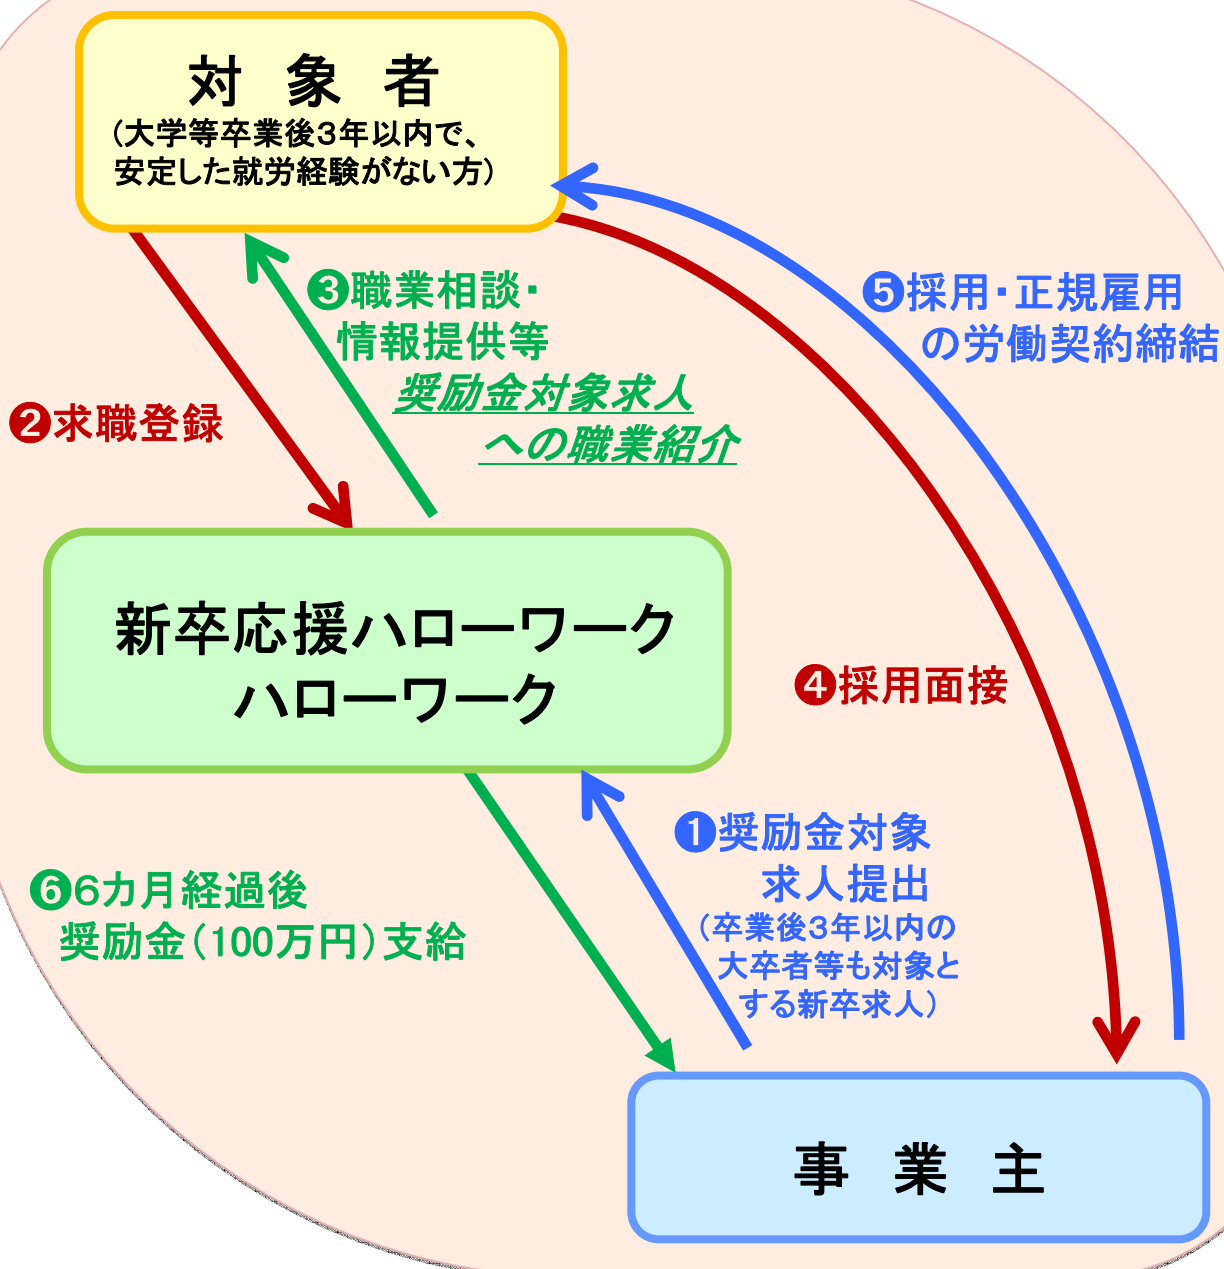 対　象　者
(大学等卒業後3年以内で、
安定した就労経験がない方)
❸職業相談・
情報提供等
奨励金対象求人
への職業紹介
❺採用・正規雇用
の労働契約締結
❷求職登録
新卒応援ハローワーク
ハローワーク
❹採用面接
❶奨励金対象
求人提出
(卒業後3年以内の
大卒者等も対象と
する新卒求人)
❻6カ月経過後
奨励金(100万円)支給
事　業　主